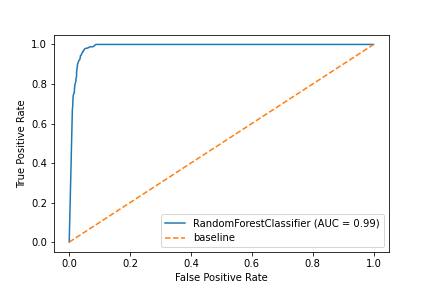 1.0
0.8
0.6
0.4
0.2
0.0
True Positive Rate
RandomForestClassifier (AUC = 0.99)
baseline
0.0 0.2 0.4 0.6 0.8 1.0
False Positive Rate